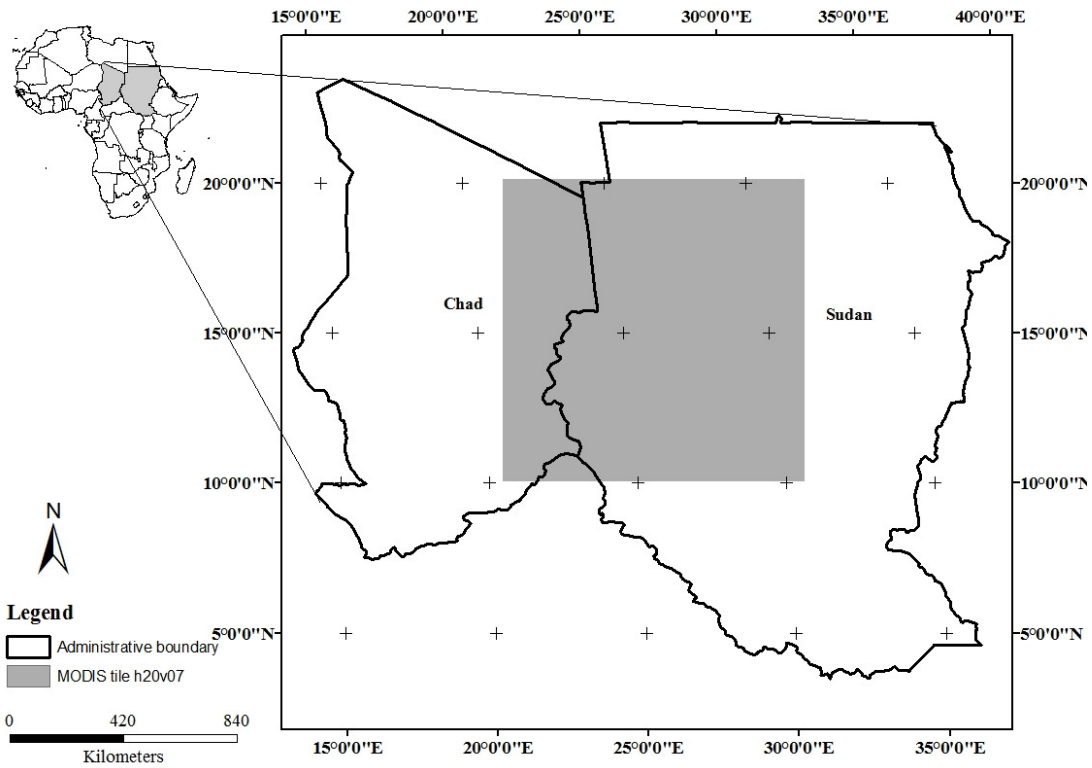 15°0'0"E 20°0'0"E 25°0'0"E 30°0'0"E 35°0'0"E 40°0'0"E
20°0'0"N 20°0'0"N
Chad
Sudan
15°0'0"N 15°0'0"N
10°0'0"N 10°0'0"N
N
Legend
Administrative boundary
MODIS tile h20v07
5°0'0"N 5°0'0"N
0 420 840
Kilometers
15°0'0"E 20°0'0"E 25°0'0"E 30°0'0"E 35°0'0"E